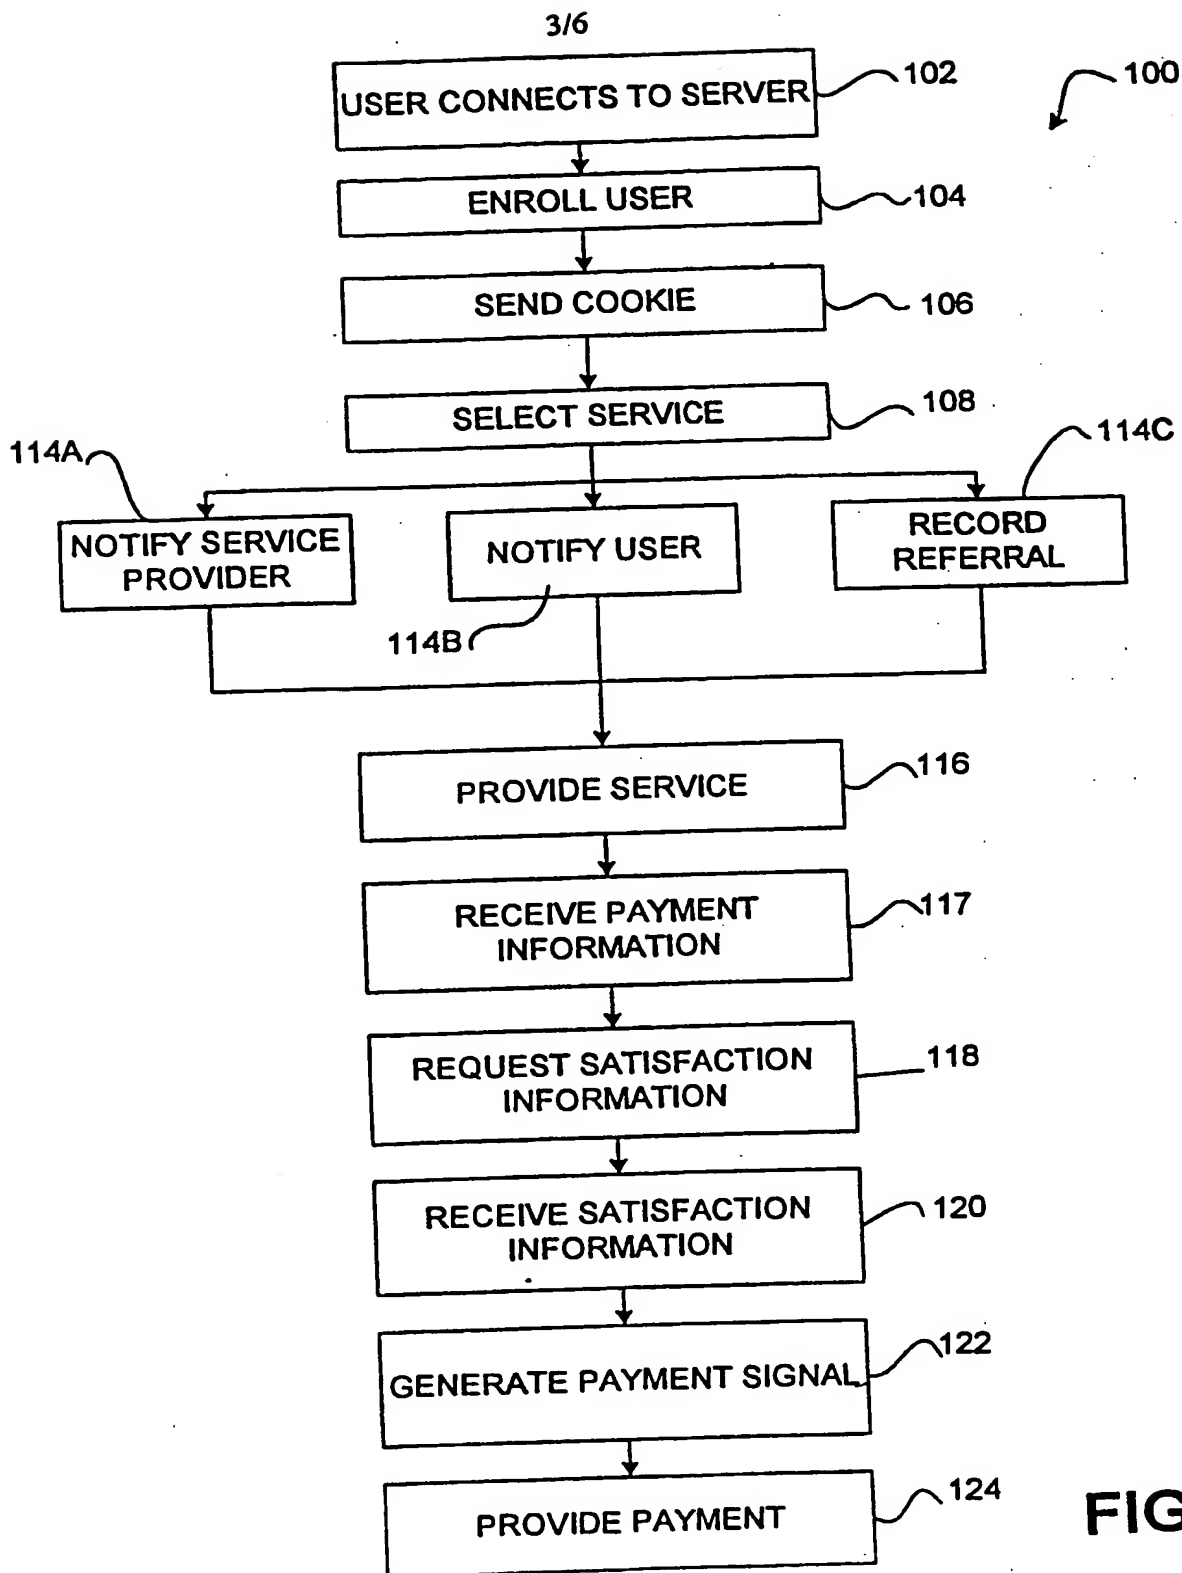 3/6
USER CONNECTS TO SERVER
102
100
ENROLL USER
104
SEND COOKIE
106
SELECT SERVICE
108
114A
114C
NOTIFY SERVICE
PROVIDER
NOTIFY USER
RECORD
REFERRAL
114B
PROVIDE SERVICE
116
RECEIVE PAYMENT
INFORMATION
117
REQUEST SATISFACTION
INFORMATION
118
RECEIVE SATISFACTION
INFORMATION
120
GENERATE PAYMENT SIGNAL
122
PROVIDE PAYMENT
124
FIG